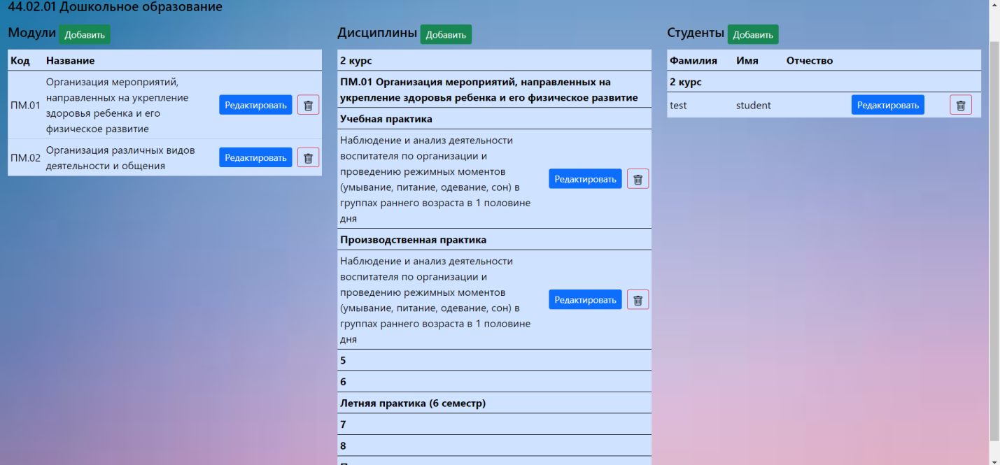 44.02.01 Дошкольное образование
Модули Добавить
Код Название
ПМ.01
Организация мероприятий,
направленных на укрепление
здоровья ребенка и его
физическое развитие
Редактировать
ПМ.02
Организация различных видов
деятельности и общения
Редактировать
Дисциплины Добавить
2 курс
ПМ.01 Организация мероприятий, направленных на
укрепление здоровья ребенка и его физическое развитие
Учебная практика
Наблюдение и анализ деятельности
воспитателя по организации и
проведению режимных моментов
(умывание, питание, одевание, сон) в
группах раннего возраста в 1 половине
дня
Редактировать
Производственная практика
Наблюдение и анализ деятельности
воспитателя по организации и
проведению режимных моментов
(умывание, питание, одевание, сон) в
группах раннего возраста в 1 половине
дня
Редактировать
5
6
Летняя практика (6 семестр)
7
8
Студенты Добавить
Фамилия Имя Отчество
2 курс
test student Редактировать